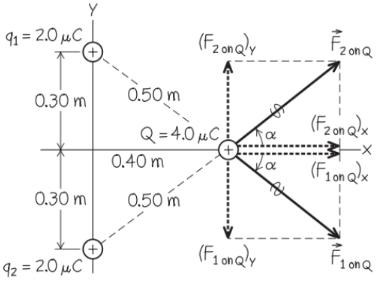 Y
q₁ = 2.0 μC
(F₂ on Q)Y
F⃗₂ on Q
0.30 m
0.50 m
Q = 4.0 μC
α
(F₂ on Q)x
X
0.40 m
α
(F₁ on Q)x
0.30 m
0.50 m
(F₁ on Q)Y
F⃗₁ on Q
q₂ = 2.0 μC